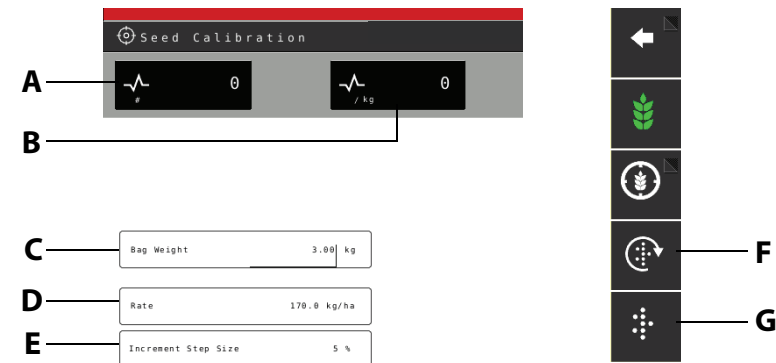 Seed Calibration
A
0
#
0
/ kg
B
C
Bag Weight 3.00 kg
F
D
Rate 170.0 kg/ha
G
E
Increment Step Size 5 %